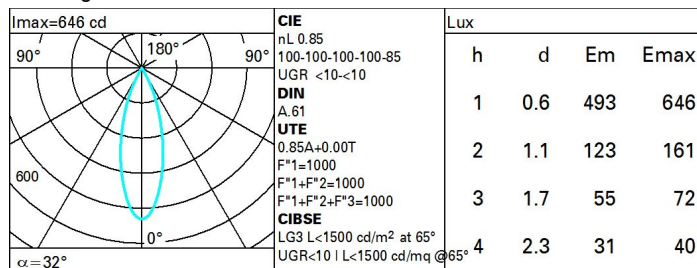 Imax=646 cd
90°
180°
90°
600
0°
α=32°
CIE
nL 0.85
100-100-100-100-85
UGR <10-<10
DIN
A.61
UTE
0.85A+0.00T
F"1=1000
F"1+F"2=1000
F"1+F"2+F"3=1000
CIBSE
LG3 L<1500 cd/m² at 65°
UGR<10 | L<1500 cd/mq @65°
Lux
h d Em Emax
1 0.6 493 646
2 1.1 123 161
3 1.7 55 72
4 2.3 31 40